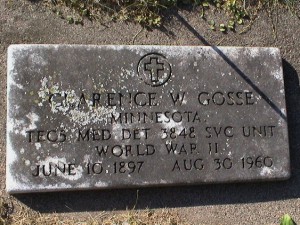 CLARENCE W GOSSE
MINNESOTA
TEC5 MED DET 3848 SVC UNIT
WORLD WAR II
JUNE 10 1897 AUG 30 1960